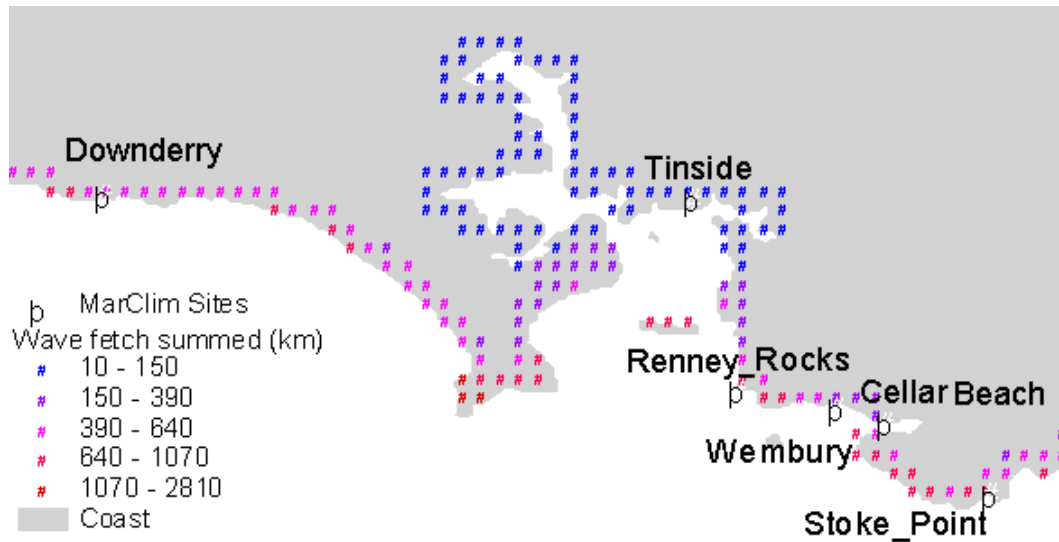 Downderry
Tinside
þ MarClim Sites
Wave fetch summed (km)
# 10 - 150
# 150 - 390
# 390 - 640
# 640 - 1070
# 1070 - 2810
Coast
Renney_Rocks
Cellar Beach
Wembury
Stoke_Point